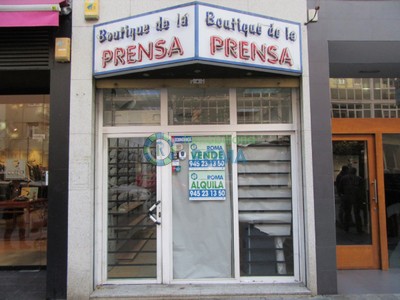 Boutique de la
PRENSA
Boutique de la
PRENSA
ROMA
VENDE
945 23 13 50
ROMA
ALQUILA
945 23 13 50